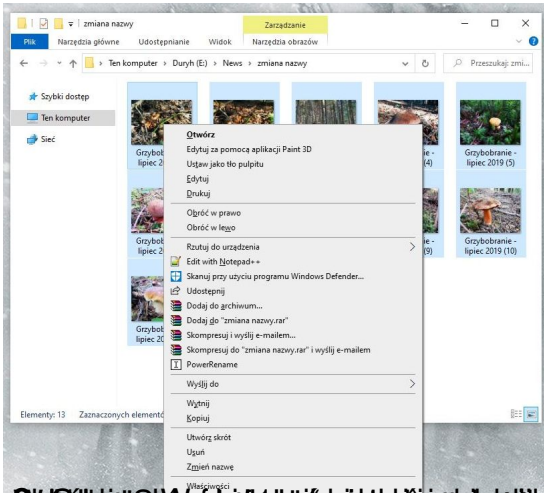 zmiana nazwy
Zarządzanie
Plik Narzędzia główne Udostępnianie Widok Narzędzia obrazów
Ten komputer > Duryh (E:) > News > zmiana nazwy
Przeszukaj: zmi...
Szybki dostęp
Ten komputer
Sieć
(4)
Grzybobranie -
lipiec 2019 (5)
(9)
Grzybobranie -
lipiec 2019 (10)
Otwórz
Edytuj za pomocą aplikacji Paint 3D
Ustaw jako tło pulpitu
Edytuj
Drukuj
Obróć w prawo
Obróć w lewo
Rzutuj do urządzenia
Edit with Notepad++
Skanuj przy użyciu programu Windows Defender...
Udostępnij
Dodaj do archiwum...
Dodaj do "zmiana nazwy.rar"
Skompresuj i wyślij e-mailem...
Skompresuj do "zmiana nazwy.rar" i wyślij e-mailem
PowerRename
Wyślij do
Wytnij
Kopiuj
Utwórz skrót
Usuń
Zmień nazwę
Właściwości
Elementy: 13 Zaznaczonych